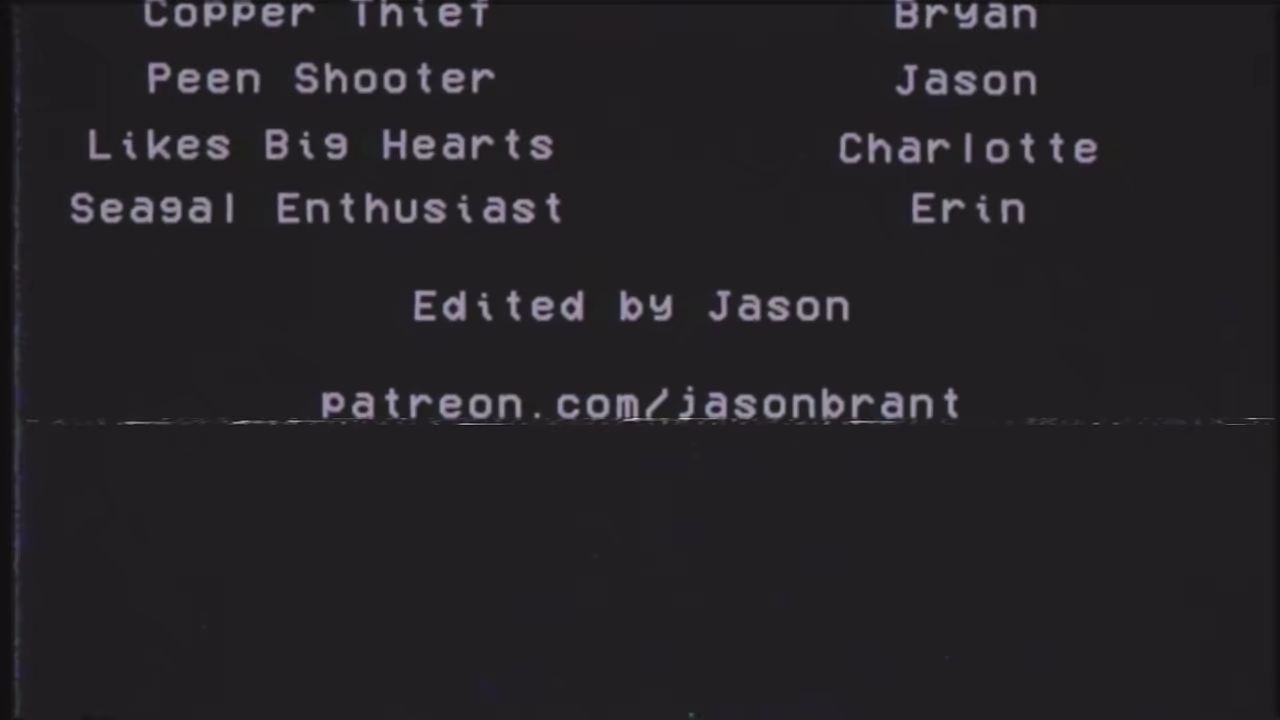 Copper Thief Bryan
Peen Shooter Jason
Likes Big Hearts Charlotte
Seagal Enthusiast Erin
Edited by Jason
patreon.com/jasonbrant